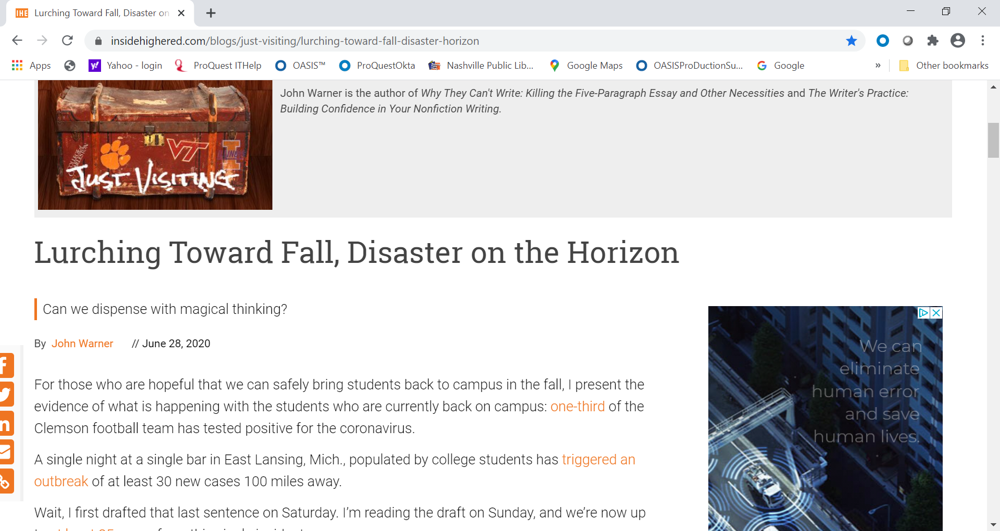 IHE Lurching Toward Fall, Disaster on
insidehighered.com/blogs/just-visiting/lurching-toward-fall-disaster-horizon
Apps Yahoo - login ProQuest ITHelp OASIS™ ProQuestOkta Nashville Public Lib... Google Maps OASISProDuctionSu... Google » Other bookmarks
John Warner is the author of Why They Can't Write: Killing the Five-Paragraph Essay and Other Necessities and The Writer's Practice:
Building Confidence in Your Nonfiction Writing.
COLLEGE of CHARLESTON
VT
ILLINOIS
JUST VISITING
Lurching Toward Fall, Disaster on the Horizon
Can we dispense with magical thinking?
By John Warner // June 28, 2020
For those who are hopeful that we can safely bring students back to campus in the fall, I present the
evidence of what is happening with the students who are currently back on campus: one-third of the
Clemson football team has tested positive for the coronavirus.
A single night at a single bar in East Lansing, Mich., populated by college students has triggered an
outbreak of at least 30 new cases 100 miles away.
Wait, I first drafted that last sentence on Saturday. I'm reading the draft on Sunday, and we're now up
We can
eliminate
human error
and save
human lives.